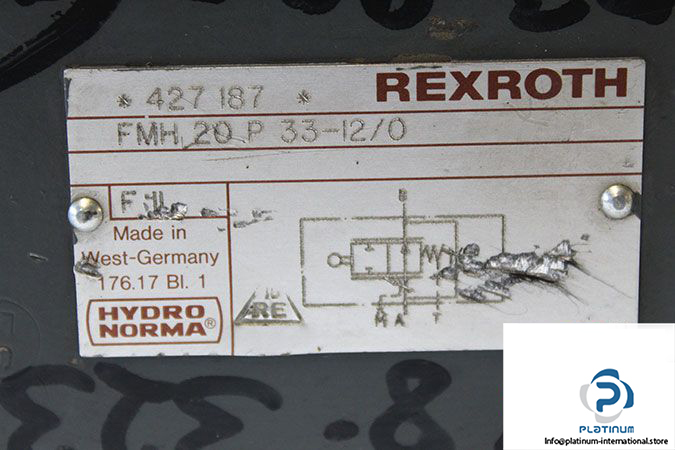 * 427 187 *
REXROTH
FMH 20 P 33-12/0
Made in
West-Germany
176.17 Bl. 1
HYDRO
NORMA®
RE
B
A
T
PLATINUM
info@platinum-international.store